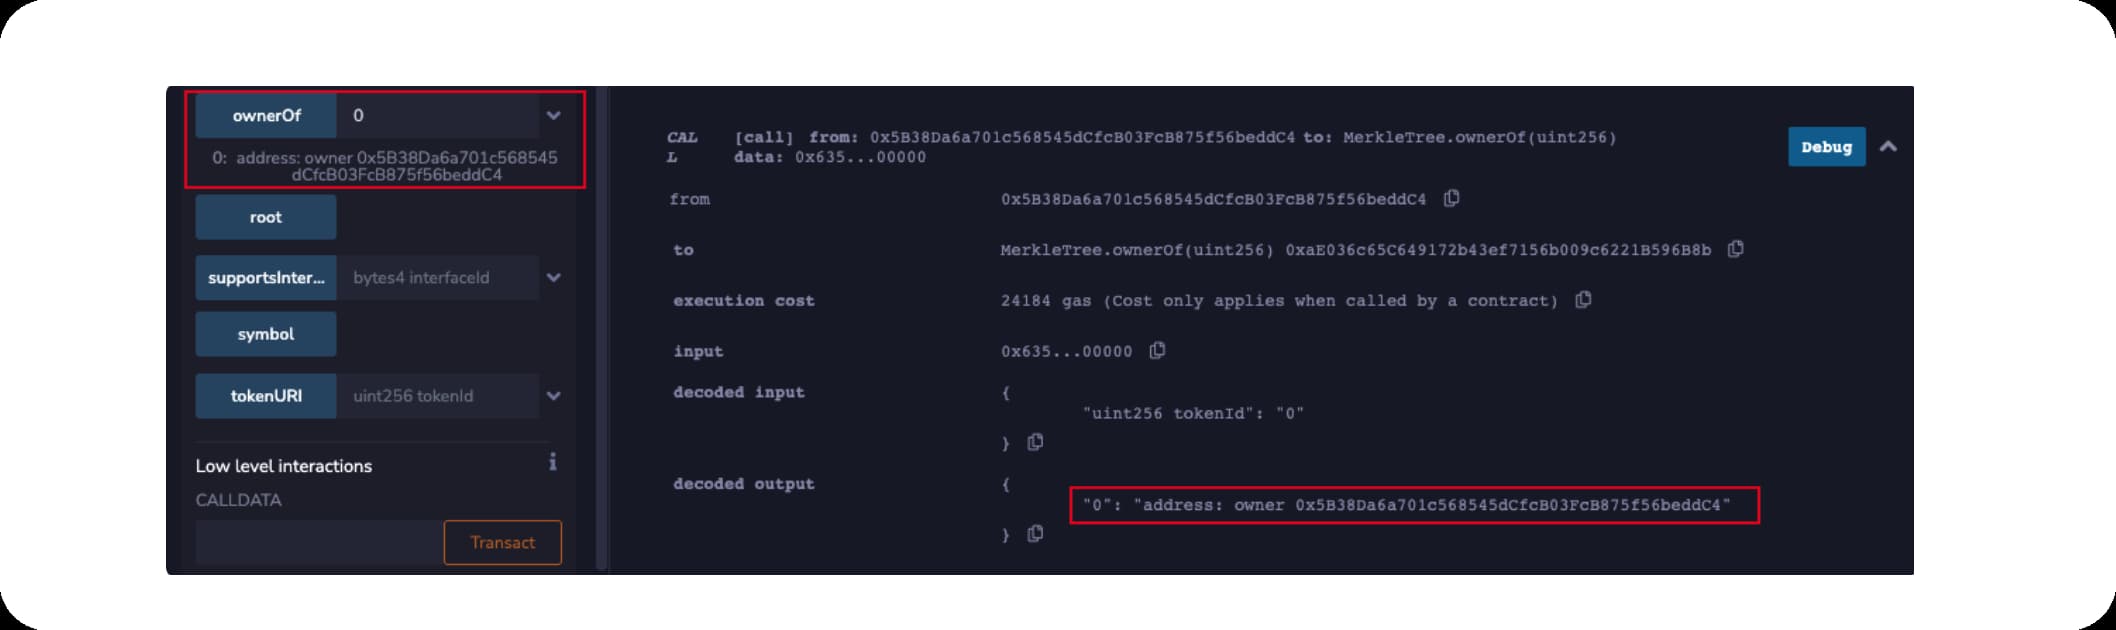 ownerOf 0
0: address: owner 0x5B38Da6a701c568545
dCfcB03FcB875f56beddC4
root
supportsInter... bytes4 interfaceId
symbol
tokenURI uint256 tokenId
Low level interactions i
CALLDATA
Transact
CAL [call] from: 0x5B38Da6a701c568545dCfcB03FcB875f56beddC4 to: MerkleTree.ownerOf(uint256)
L data: 0x635...00000
Debug
from 0x5B38Da6a701c568545dCfcB03FcB875f56beddC4
to MerkleTree.ownerOf(uint256) 0xaE036c65C649172b43ef7156b009c6221B596B8b
execution cost 24184 gas (Cost only applies when called by a contract)
input 0x635...00000
decoded input {
"uint256 tokenId": "0"
}
decoded output {
"0": "address: owner 0x5B38Da6a701c568545dCfcB03FcB875f56beddC4"
}